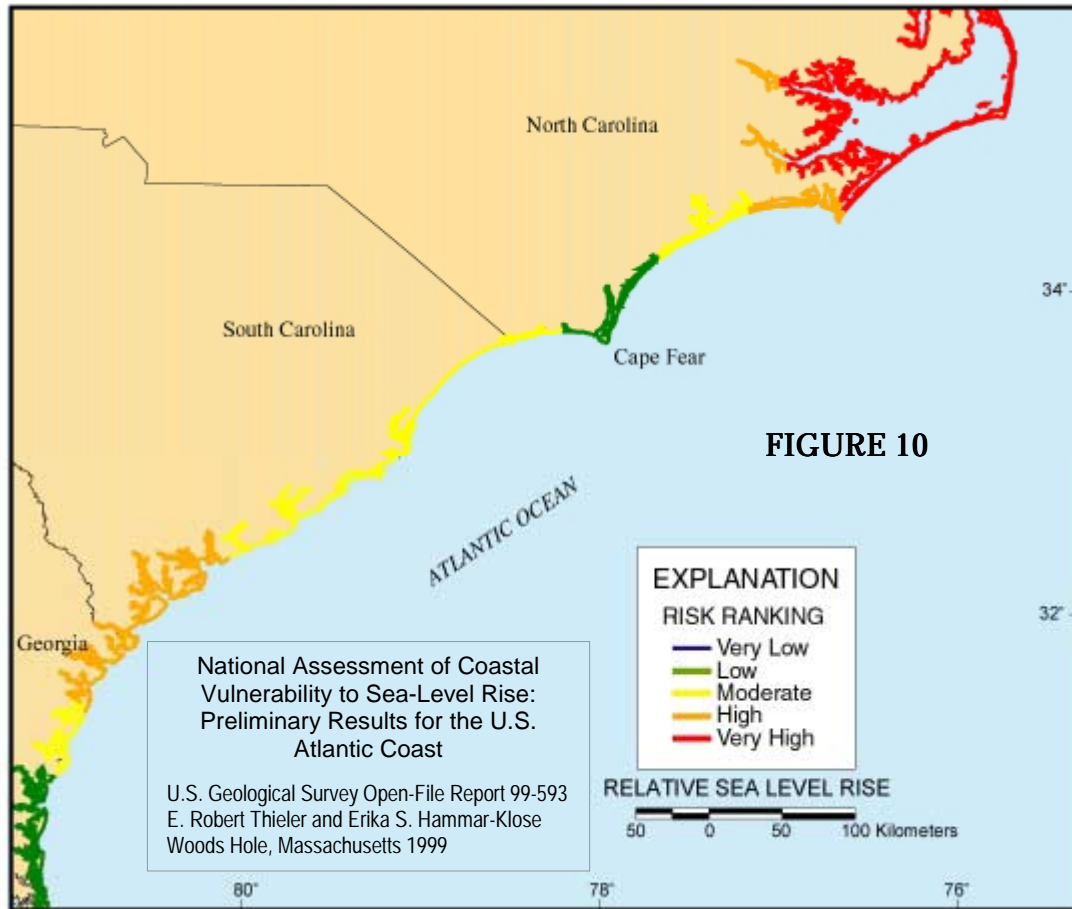 North Carolina
34°
South Carolina
Cape Fear
FIGURE 10
ATLANTIC OCEAN
EXPLANATION
RISK RANKING
Very Low
Low
Moderate
High
Very High
32°
Georgia
National Assessment of Coastal
Vulnerability to Sea-Level Rise:
Preliminary Results for the U.S.
Atlantic Coast
U.S. Geological Survey Open-File Report 99-593
E. Robert Thieler and Erika S. Hammar-Klose
Woods Hole, Massachusetts 1999
RELATIVE SEA LEVEL RISE
50 0 50 100 Kilometers
80° 78° 76°